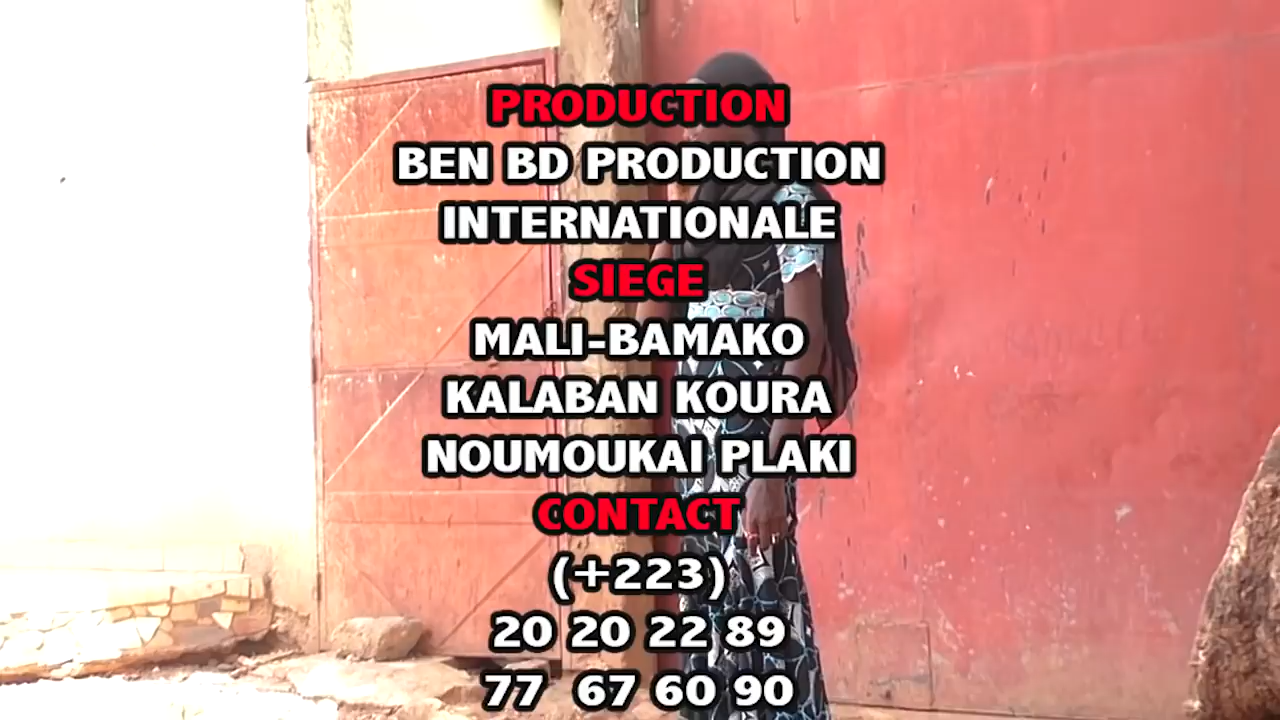 PRODUCTION
BEN BD PRODUCTION
INTERNATIONALE
SIEGE
MALI-BAMAKO
KALABAN KOURA
NOUMOUKAI PLAKI
CONTACT
(+223)
20 20 22 89
77 67 60 90